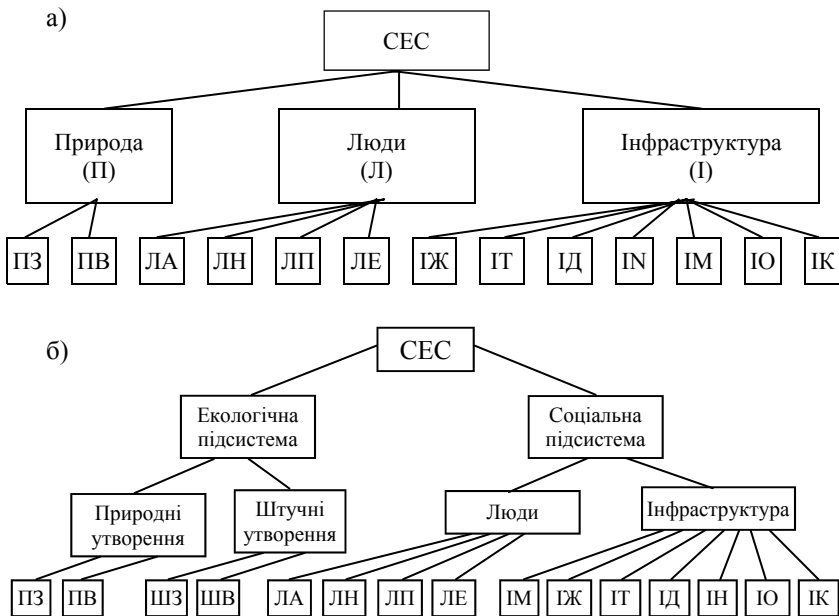 а)
СЕС
Природа
(П)
Люди
(Л)
Інфраструктура
(І)
ПЗ ПВ ЛА ЛН ЛП ЛЕ ІЖ ІТ ІД ІN ІМ ІО ІК
б)
СЕС
Екологічна
підсистема
Соціальна
підсистема
Природні
утворення
Штучні
утворення
Люди
Інфраструктура
ПЗ ПВ ШЗ ШВ ЛА ЛН ЛП ЛЕ ІМ ІЖ ІТ ІД ІН ІО ІК